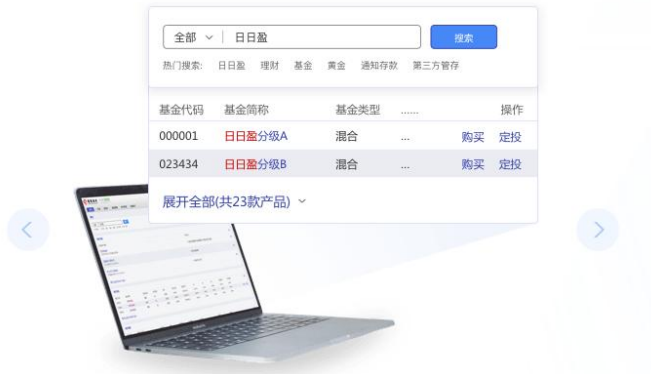 全部 日日盈 搜索
热门搜索: 日日盈 理财 基金 黄金 通知存款 第三方管存
基金代码 基金简称 基金类型 ...... 操作
000001 日日盈分级A 混合 ... 购买 定投
023434 日日盈分级B 混合 ... 购买 定投
展开全部(共23款产品)